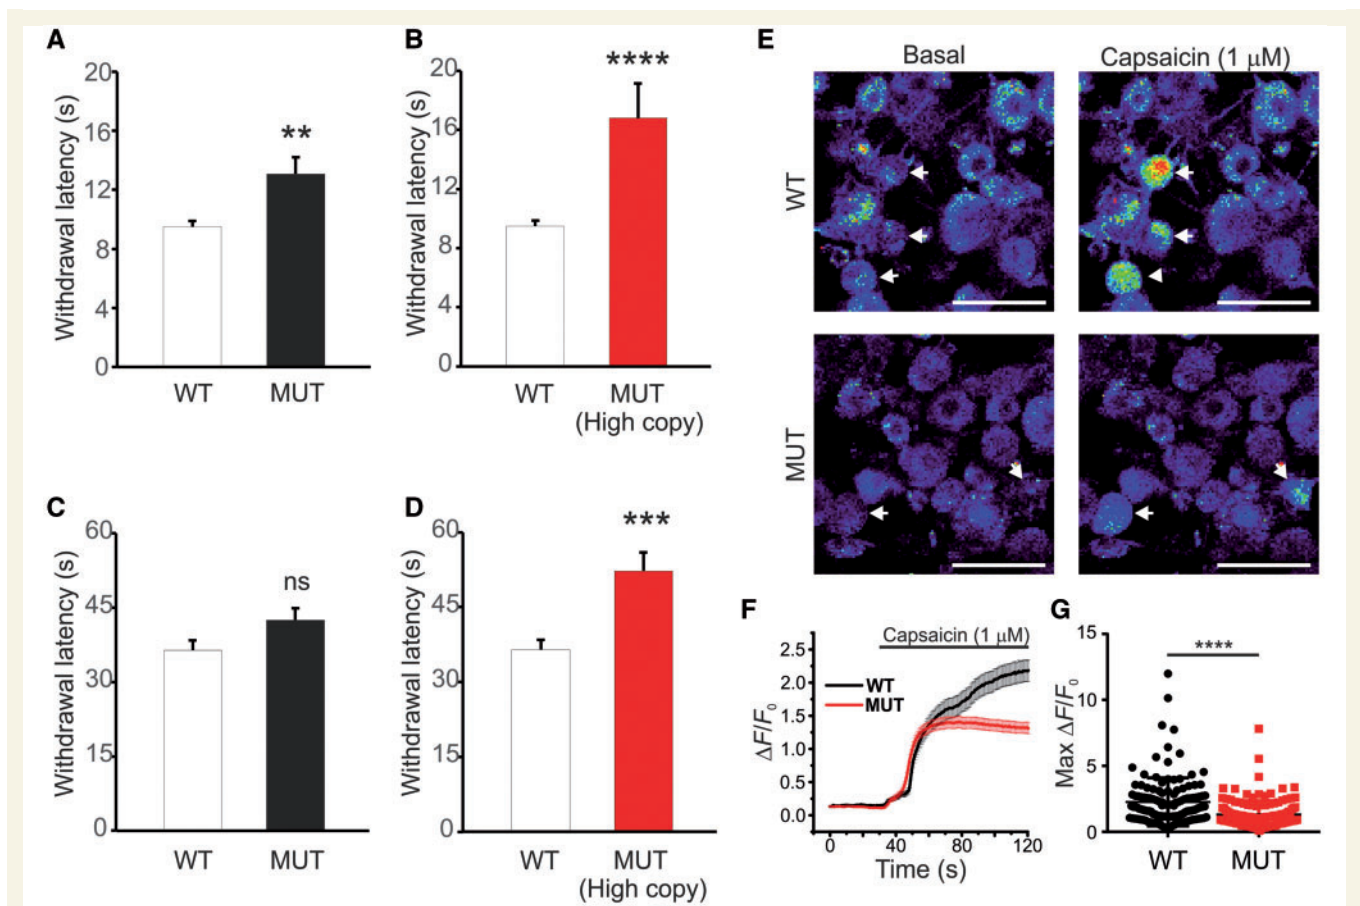 A
Withdrawal latency (s)
20
16
12
8
4
0
**
WT
MUT
B
Withdrawal latency (s)
20
16
12
8
4
0
****
WT
MUT
(High copy)
C
Withdrawal latency (s)
60
45
30
15
0
ns
WT
MUT
D
Withdrawal latency (s)
60
45
30
15
0
***
WT
MUT
(High copy)
E
Basal
Capsaicin (1 μM)
WT
MUT
F
Capsaicin (1 μM)
WT
MUT
ΔF/F0
2.5
2.0
1.5
1.0
0.5
0.0
0
40
80
120
Time (s)
G
Max ΔF/F0
15
10
5
0
****
WT
MUT